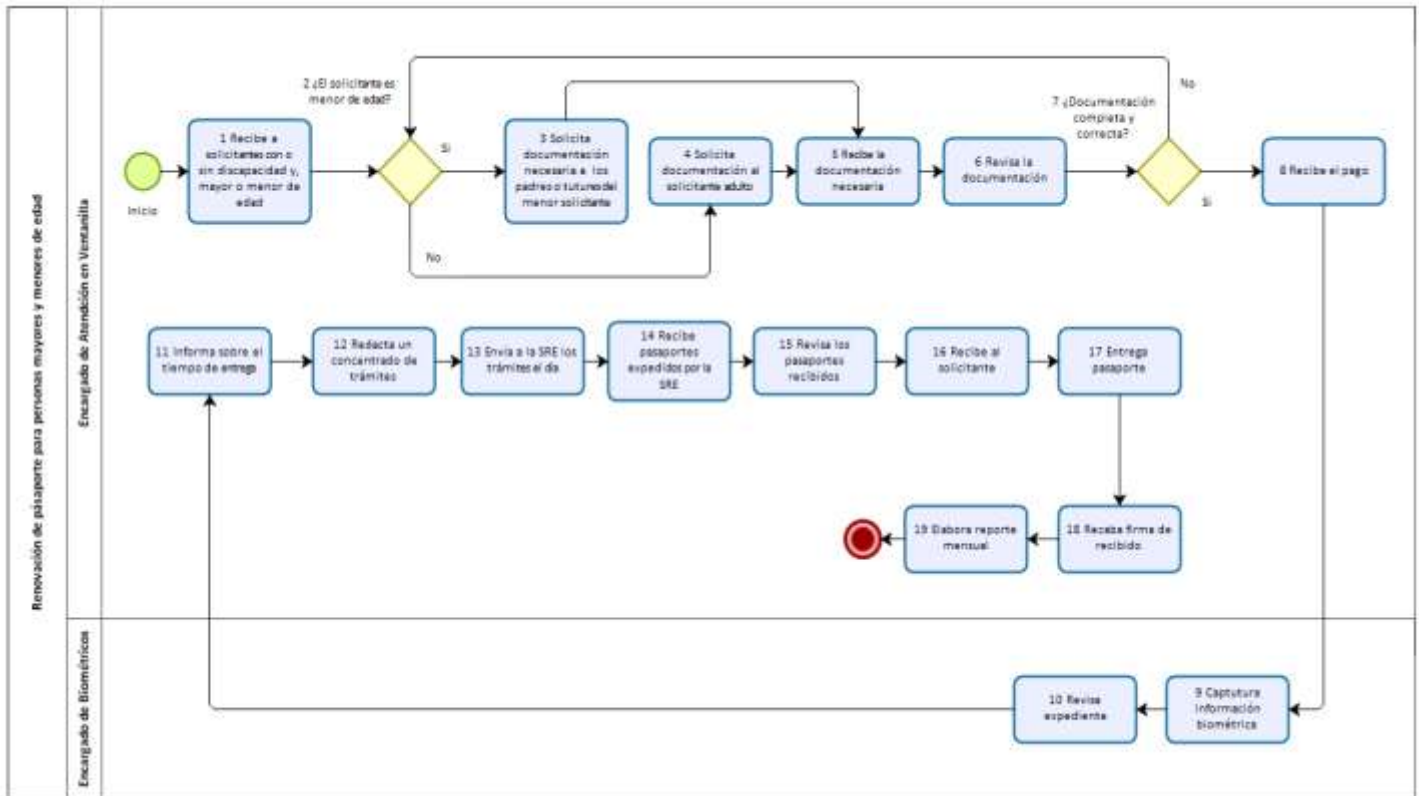 Renovación de pásaporte para personas mayores y menores de edad
Encargado de Atención en Ventanilla
Inicio
1 Recibe a
solicitantes con o
sin discapacidad y,
mayor o menor de
edad
2 ¿El solicitante es
menor de edad?
Si
No
3 Solicita
documentación
necesaria a los
padres o tutures del
menor solicitante
4 Solicita
documentación al
solicitante adulto
5 Recibe la
documentación
necesaria
6 Revisa la
documentación
7 ¿Documentación
completa y
correcta?
No
Si
8 Recibe el pago
11 Informa sobre el
tiempo de entrega
12 Redacta un
concentrado de
trámites
13 Envía a la SRE los
trámites el día
14 Recibe
pasaportes
expedidos por la
SRE
15 Revisa los
pasaportes
recibidos
16 Recibe al
solicitante
17 Entrega
pasaporte
19 Elabora reporte
mensual
18 Recaba firma de
recibido
Encargado de Biométricos
10 Revisa
expediente
9 Captutura
información
biométrica